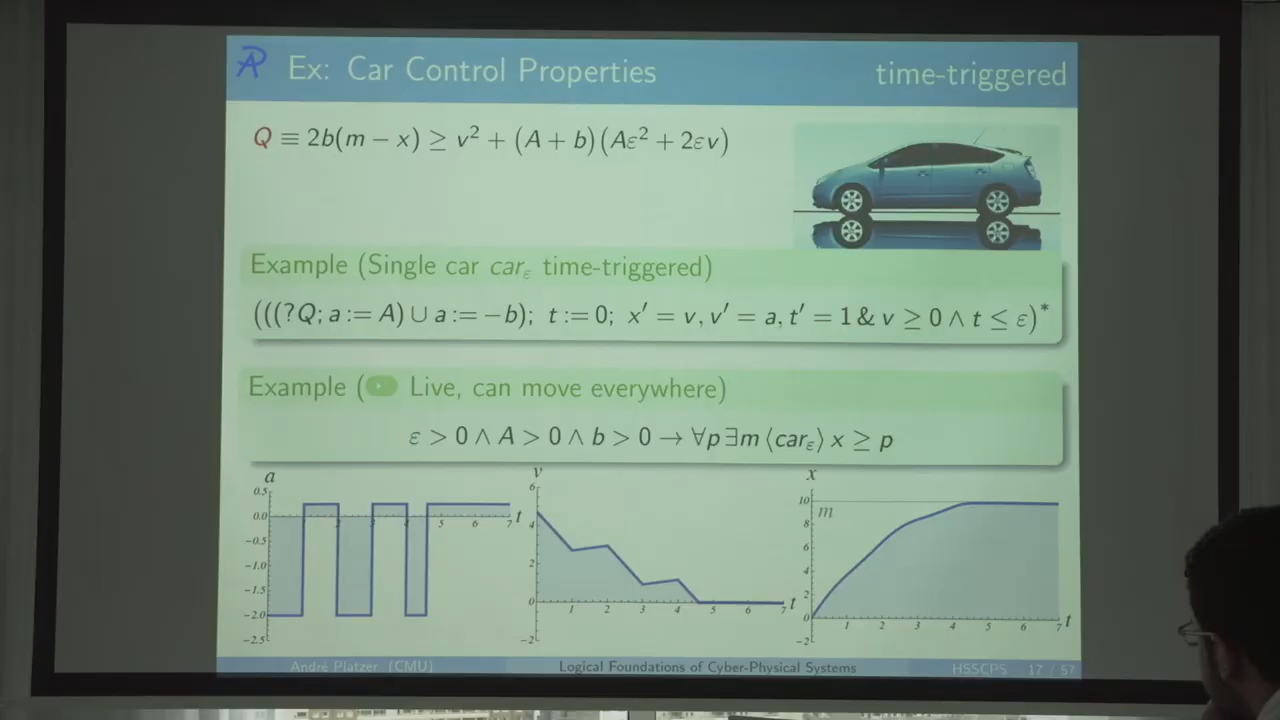 Ex: Car Control Properties time-triggered
Q ≡ 2b(m − x) ≥ v² + (A + b)(Aε² + 2εv)
Example (Single car car_ε time-triggered)
(((?Q; a := A) ∪ a := −b); t := 0; x′ = v, v′ = a, t′ = 1 & v ≥ 0 ∧ t ≤ ε)*
Example ( Live, can move everywhere)
ε > 0 ∧ A > 0 ∧ b > 0 → ∀p ∃m ⟨car_ε⟩ x ≥ p
a
0.5
0.0
−0.5
−1.0
−1.5
−2.0
−2.5
2 3 4 5 6 7 t
v
6
4
2
0
−2
1 2 3 4 5 6 7 t
x
10
8
6
4
2
0
−2
m
1 2 3 4 5 6 7 t
André Platzer (CMU) Logical Foundations of Cyber-Physical Systems HSSCPS 17 / 57